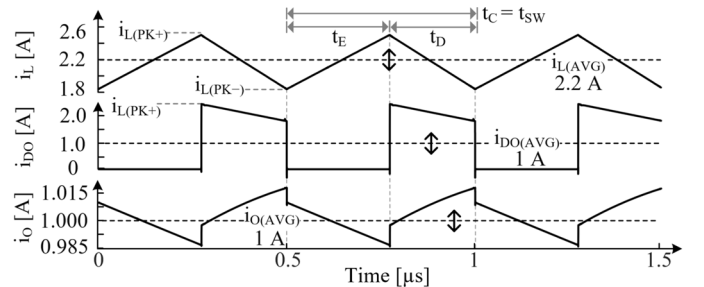 t_C = t_SW
i_L(PK+)
2.6
t_E
t_D
2.2
i_L [A]
i_L(AVG)
2.2 A
1.8
i_L(PK−)
i_L(PK+)
2.0
1.0
i_DO [A]
i_DO(AVG)
1 A
0
1.015
i_O [A]
i_O(AVG)
1.000
1 A
0.985
0
0.5
1
1.5
Time [µs]